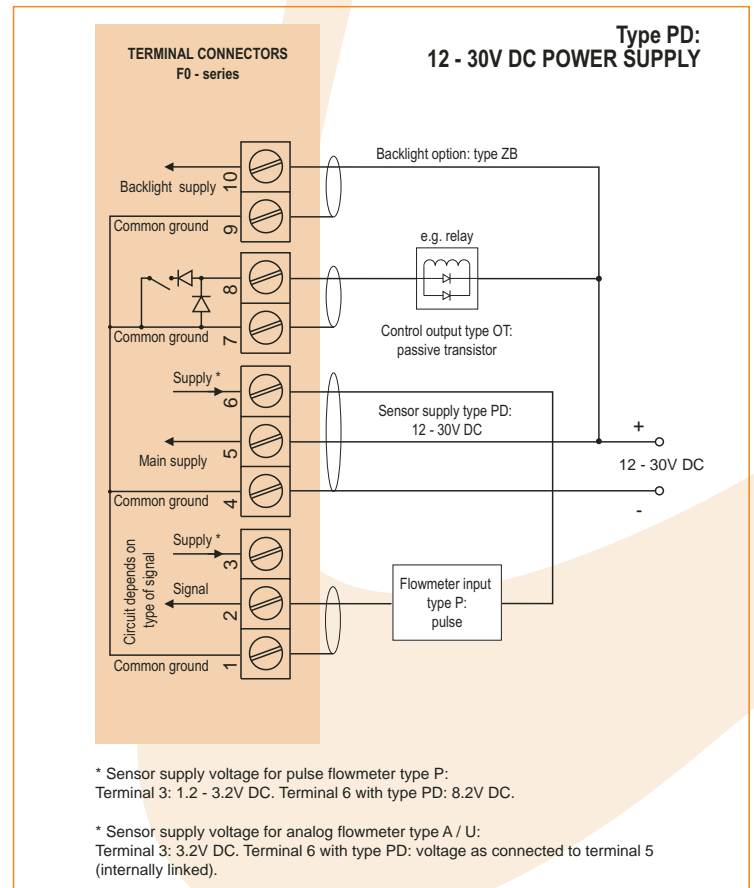 Type PD:
12 - 30V DC POWER SUPPLY
TERMINAL CONNECTORS
F0 - series
Backlight option: type ZB
10
Backlight supply
9
Common ground
e.g. relay
8
7
Common ground
Control output type OT:
passive transistor
Supply *
6
Sensor supply type PD:
12 - 30V DC
5
Main supply
+
12 - 30V DC
4
Common ground
-
Circuit depends on
type of signal
Supply *
3
Signal
2
Flowmeter input
type P:
pulse
1
Common ground
* Sensor supply voltage for pulse flowmeter type P:
Terminal 3: 1.2 - 3.2V DC. Terminal 6 with type PD: 8.2V DC.
* Sensor supply voltage for analog flowmeter type A / U:
Terminal 3: 3.2V DC. Terminal 6 with type PD: voltage as connected to terminal 5
(internally linked).